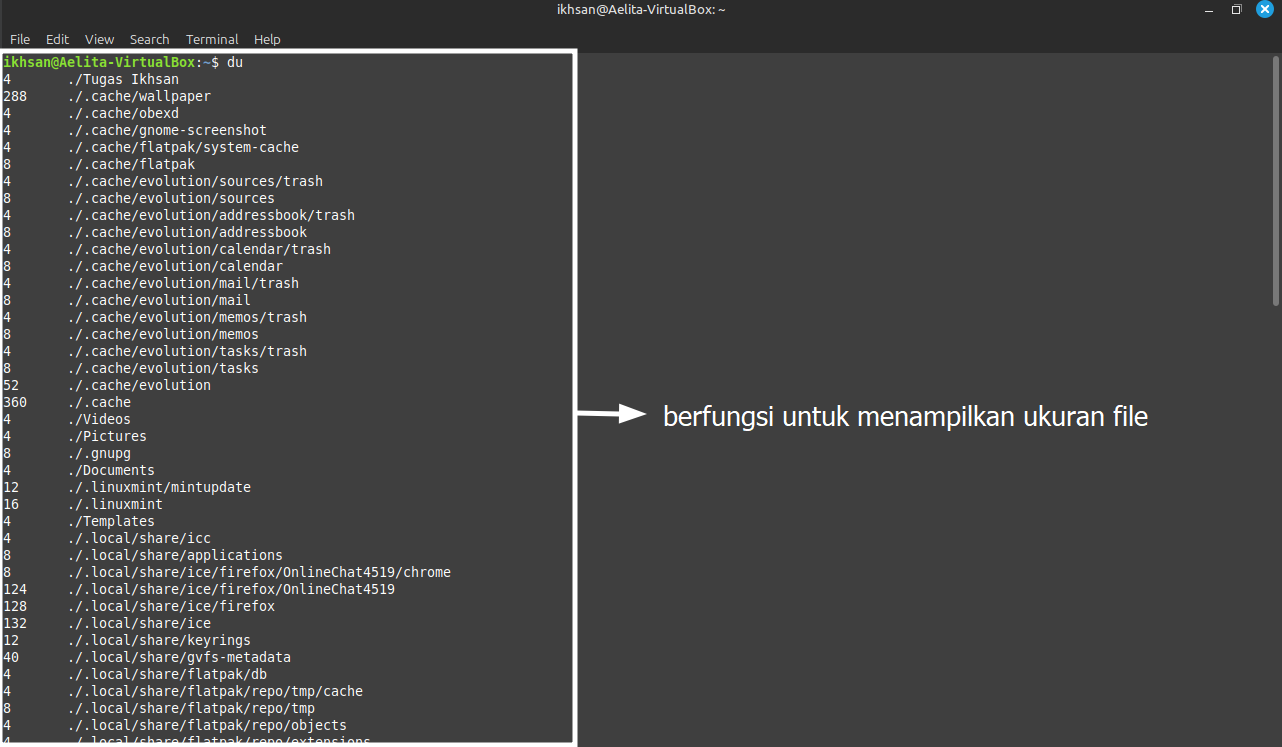 ikhsan@Aelita-VirtualBox: ~
File Edit View Search Terminal Help
ikhsan@Aelita-VirtualBox:~$ du
4 ./Tugas Ikhsan
288 ./.cache/wallpaper
4 ./.cache/obexd
4 ./.cache/gnome-screenshot
4 ./.cache/flatpak/system-cache
8 ./.cache/flatpak
4 ./.cache/evolution/sources/trash
8 ./.cache/evolution/sources
4 ./.cache/evolution/addressbook/trash
8 ./.cache/evolution/addressbook
4 ./.cache/evolution/calendar/trash
8 ./.cache/evolution/calendar
4 ./.cache/evolution/mail/trash
8 ./.cache/evolution/mail
4 ./.cache/evolution/memos/trash
8 ./.cache/evolution/memos
4 ./.cache/evolution/tasks/trash
8 ./.cache/evolution/tasks
52 ./.cache/evolution
360 ./.cache
4 ./Videos
4 ./Pictures
8 ./.gnupg
4 ./Documents
12 ./.linuxmint/mintupdate
16 ./.linuxmint
4 ./Templates
4 ./.local/share/icc
8 ./.local/share/applications
8 ./.local/share/ice/firefox/OnlineChat4519/chrome
124 ./.local/share/ice/firefox/OnlineChat4519
128 ./.local/share/ice/firefox
132 ./.local/share/ice
12 ./.local/share/keyrings
40 ./.local/share/gvfs-metadata
4 ./.local/share/flatpak/db
4 ./.local/share/flatpak/repo/tmp/cache
8 ./.local/share/flatpak/repo/tmp
4 ./.local/share/flatpak/repo/objects
4 ./.local/share/flatpak/repo/extensions
berfungsi untuk menampilkan ukuran file